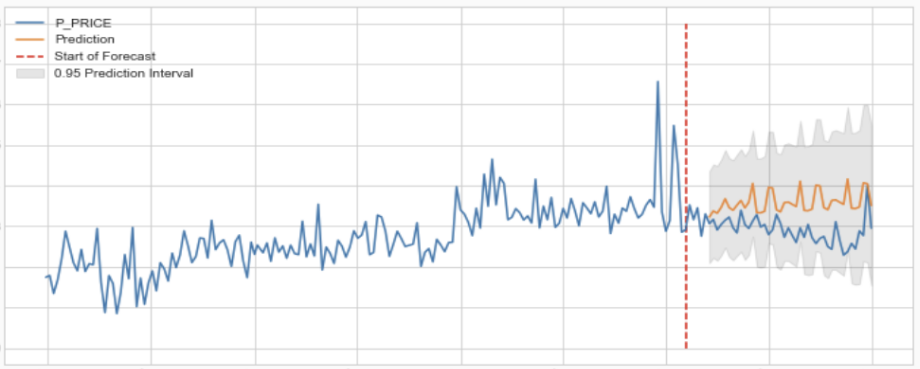 P_PRICE
Prediction
Start of Forecast
0.95 Prediction Interval